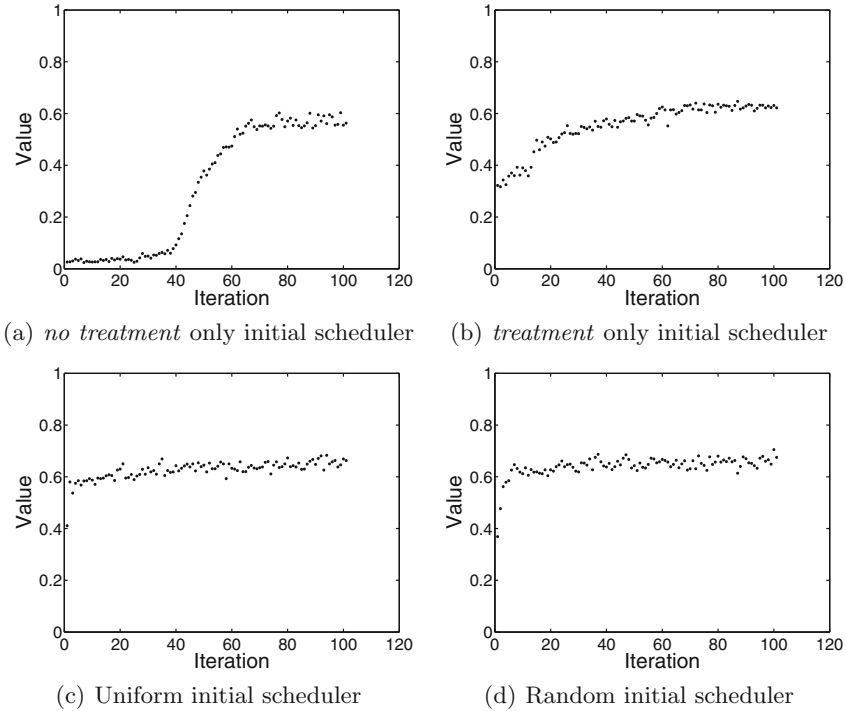 1
0.8
0.6
0.4
0.2
0
Value
0 20 40 60 80 100 120
Iteration
(a) no treatment only initial scheduler
1
0.8
0.6
0.4
0.2
0
Value
0 20 40 60 80 100 120
Iteration
(b) treatment only initial scheduler
1
0.8
0.6
0.4
0.2
0
Value
0 20 40 60 80 100 120
Iteration
(c) Uniform initial scheduler
1
0.8
0.6
0.4
0.2
0
Value
0 20 40 60 80 100 120
Iteration
(d) Random initial scheduler